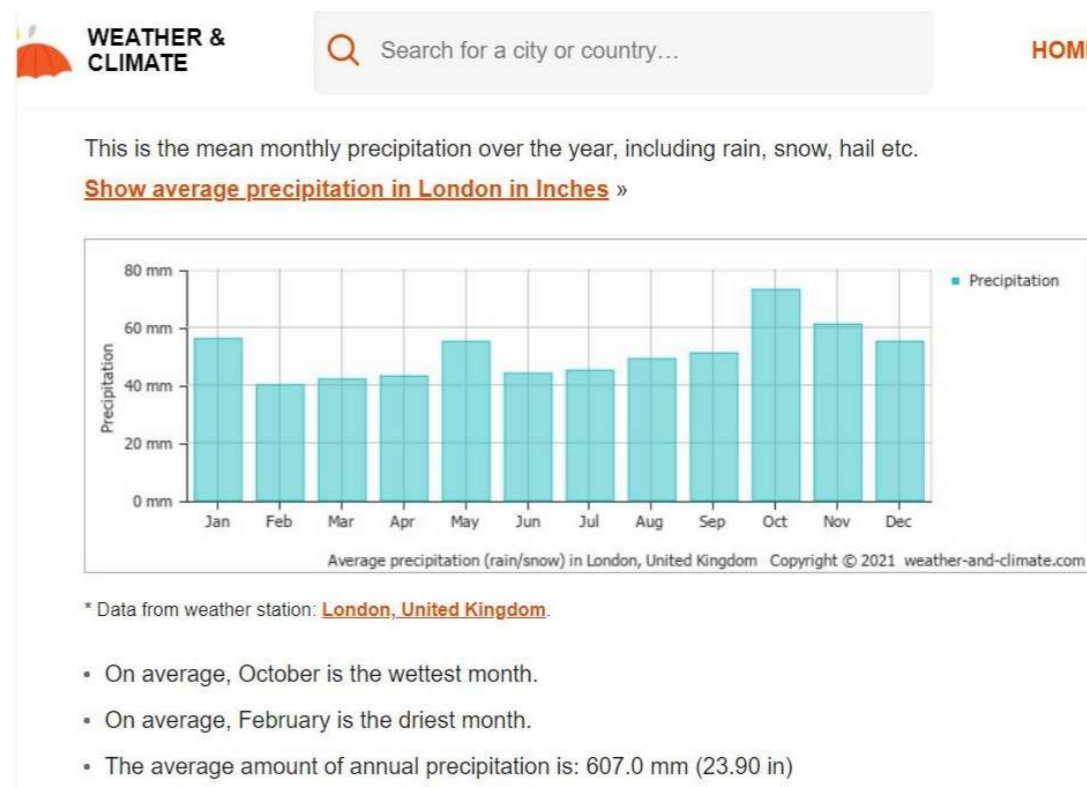 WEATHER &
CLIMATE
Search for a city or country...
HOME
This is the mean monthly precipitation over the year, including rain, snow, hail etc.
Show average precipitation in London in Inches »
80 mm
60 mm
40 mm
20 mm
0 mm
Precipitation
Precipitation
Jan Feb Mar Apr May Jun Jul Aug Sep Oct Nov Dec
Average precipitation (rain/snow) in London, United Kingdom Copyright © 2021 weather-and-climate.com
* Data from weather station: London, United Kingdom.
• On average, October is the wettest month.
• On average, February is the driest month.
• The average amount of annual precipitation is: 607.0 mm (23.90 in)